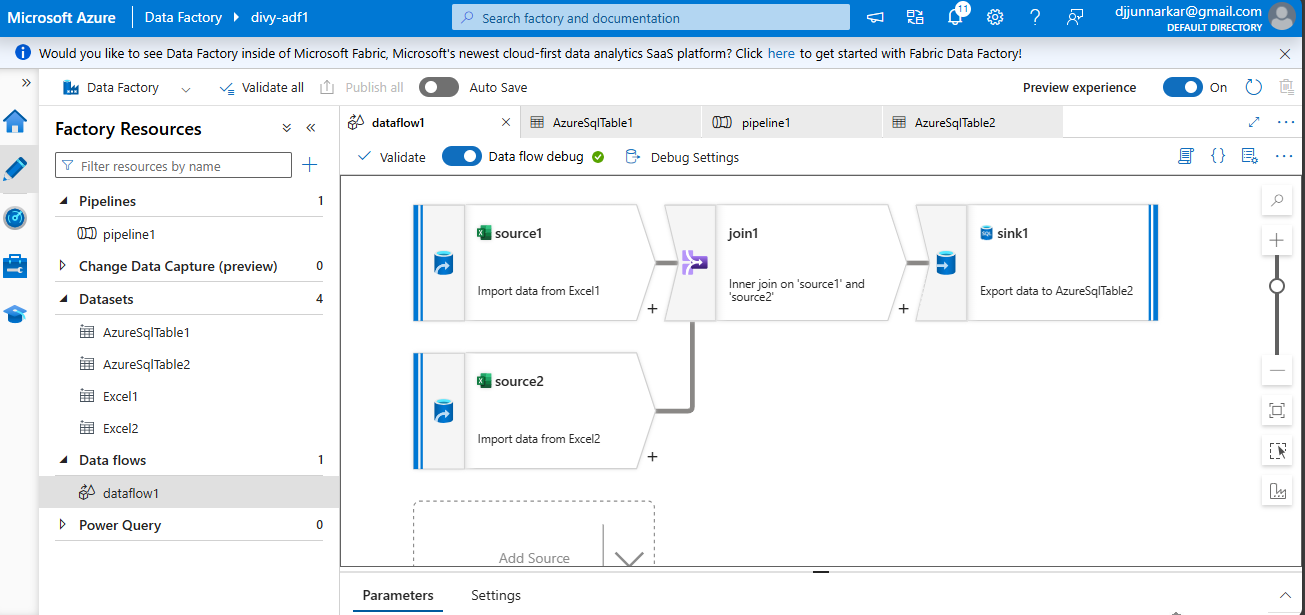 Microsoft Azure Data Factory divy-adf1 Search factory and documentation 11 ? djjunnarkar@gmail.com
DEFAULT DIRECTORY
Would you like to see Data Factory inside of Microsoft Fabric, Microsoft's newest cloud-first data analytics SaaS platform? Click here to get started with Fabric Data Factory!
Data Factory Validate all Publish all Auto Save Preview experience On
Factory Resources
Filter resources by name
Pipelines 1
pipeline1
Change Data Capture (preview) 0
Datasets 4
AzureSqlTable1
AzureSqlTable2
Excel1
Excel2
Data flows 1
dataflow1
Power Query 0
dataflow1 AzureSqlTable1 pipeline1 AzureSqlTable2
Validate Data flow debug Debug Settings {}
source1
Import data from Excel1
+
join1
Inner join on 'source1' and
'source2'
+
SQL sink1
Export data to AzureSqlTable2
source2
Import data from Excel2
+
Add Source
Parameters Settings